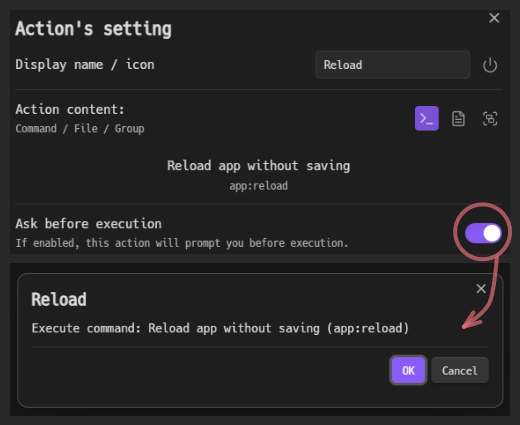 Action's setting
Display name / icon
Reload
Action content:
Command / File / Group
Reload app without saving
app:reload
Ask before execution
If enabled, this action will prompt you before execution.
Reload
Execute command: Reload app without saving (app:reload)
OK
Cancel